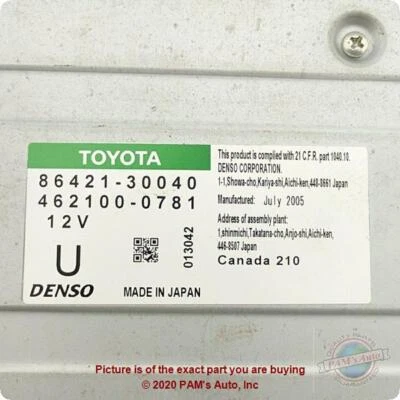 TOYOTA
86421-30040
462100-0781
12V
U
DENSO
MADE IN JAPAN
013042
This product is complied with 21 C.F.R. part 1040.10.
DENSO CORPORATION.
1-1,Showa-cho,Kariya-shi,Aichi-ken,448-8661 Japan
Manufactured: July 2005
Address of assembly plant:
1,shinmichi,Takatana-cho,Anjo-shi,Aichi-ken,
446-8507 Japan
Canada 210
PAM's Auto
Picture is of the exact part you are buying
© 2020 PAM's Auto, Inc